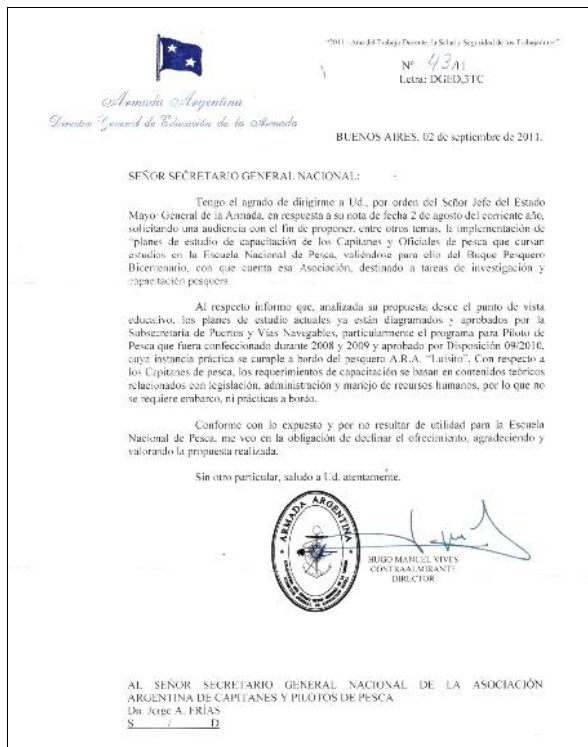 "2011 - Año del Trabajo Decente, la Salud y Seguridad de los Trabajadores"
Nº 43/11
Letra: DGED,3TC
Armada Argentina
Director General de Educación de la Armada
BUENOS AIRES, 02 de septiembre de 2011.
SEÑOR SECRETARIO GENERAL NACIONAL:
Tengo el agrado de dirigirme a Ud., por orden del Señor Jefe del Estado
Mayor General de la Armada, en respuesta a su nota de fecha 2 de agosto del corriente año,
solicitando una audiencia con el fin de proponer, entre otros temas, la implementación de
"planes de estudio de capacitación de los Capitanes y Oficiales de pesca que cursan
estudios en la Escuela Nacional de Pesca, valiéndose para ello del Buque Pesquero
Bicentenario, con que cuenta esa Asociación, destinado a tareas de investigación y
capacitación pesquera.
Al respecto informo que, analizada su propuesta desde el punto de vista
educativo, los planes de estudio actuales ya están diagramados y aprobados por la
Subsecretaría de Puertos y Vías Navegables, particularmente el programa para Piloto de
Pesca que fuera confeccionado durante 2008 y 2009 y aprobado por Disposición 09/2010,
cuya instancia práctica se cumple a bordo del pesquero A.R.A. "Luisito". Con respecto a
los Capitanes de pesca, los requerimientos de capacitación se basan en contenidos teóricos
relacionados con legislación, administración y manejo de recursos humanos, por lo que no
se requiere embarco, ni prácticas a bordo.
Conforme con lo expuesto y por no resultar de utilidad para la Escuela
Nacional de Pesca, me veo en la obligación de declinar el ofrecimiento, agradeciendo y
valorando la propuesta realizada.
Sin otro particular, saludo a Ud. atentamente.
ARMADA ARGENTINA
HUGO MANUEL VIVES
CONTRAALMIRANTE
DIRECTOR
AL SEÑOR SECRETARIO GENERAL NACIONAL DE LA ASOCIACIÓN
ARGENTINA DE CAPITANES Y PILOTOS DE PESCA
Dn. Jorge A. FRÍAS
S / D